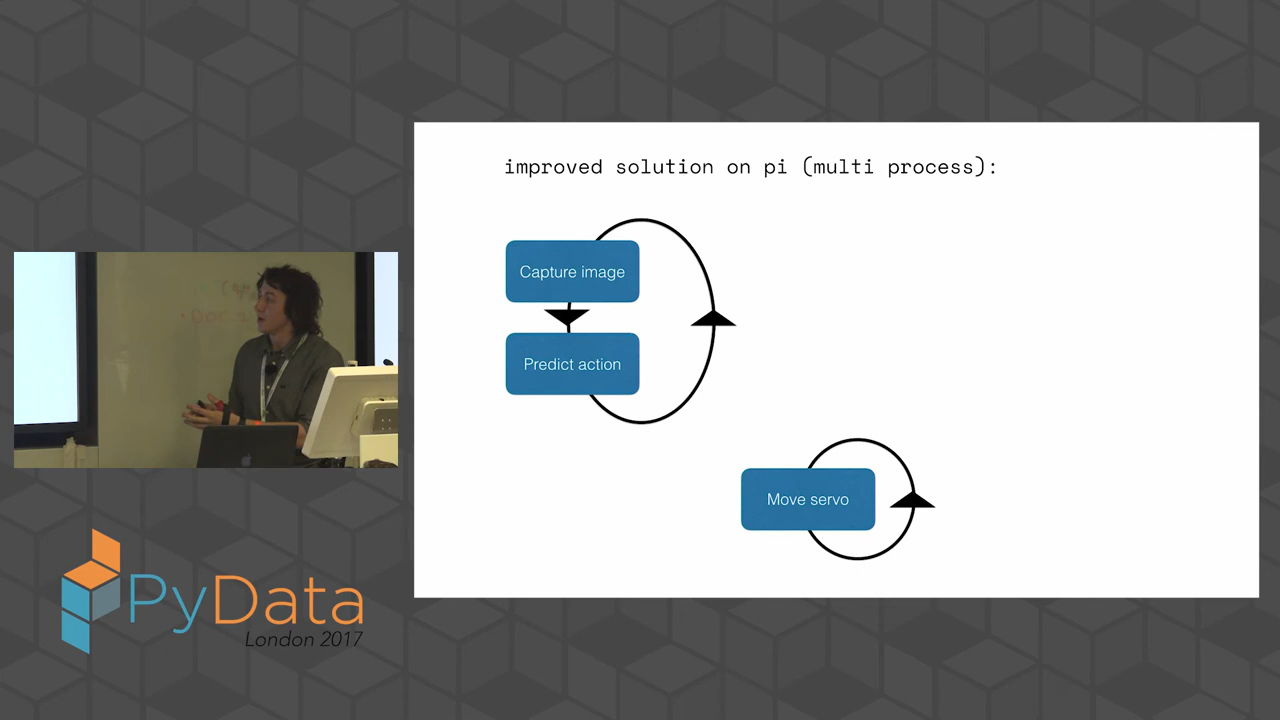 improved solution on pi (multi process):
Capture image
Predict action
Move servo
PyData
London 2017